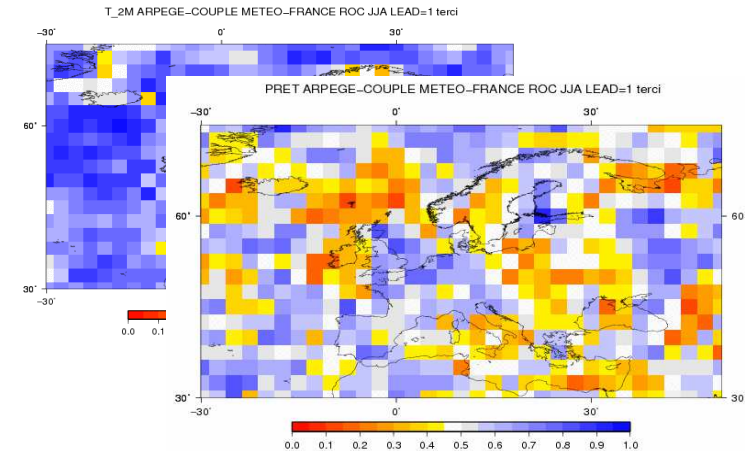 T_2M ARPEGE−COUPLE METEO−FRANCE ROC JJA LEAD=1 terci
−30˚ 0˚ 30˚
60˚
30˚
−30˚
0.0 0.1
PRET ARPEGE−COUPLE METEO−FRANCE ROC JJA LEAD=1 terci
−30˚ 0˚ 30˚
60˚ 60
30˚ 30
−30˚ 0˚ 30˚
0.0 0.1 0.2 0.3 0.4 0.5 0.6 0.7 0.8 0.9 1.0